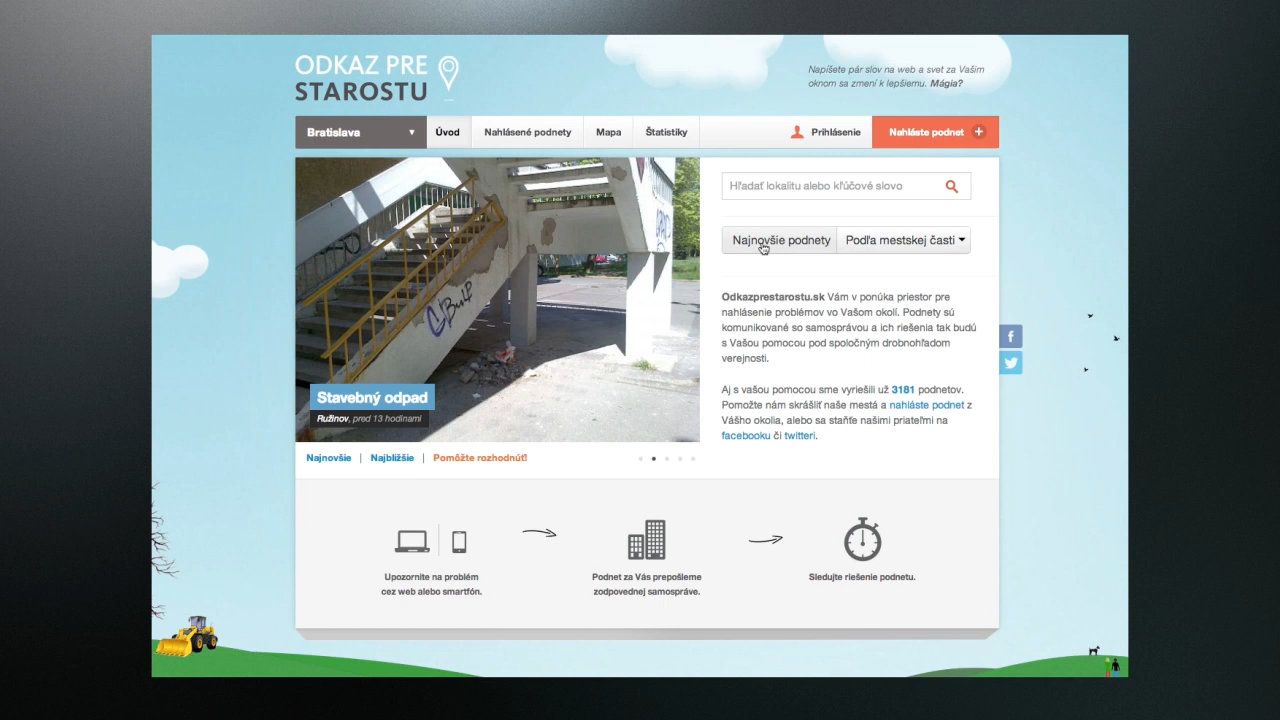 ODKAZ PRE
STAROSTU
Napíšete pár slov na web a svet za Vašim
oknom sa zmení k lepšiemu. Mágia?
Bratislava
Úvod
Nahlásené podnety
Mapa
Štatistiky
Prihlásenie
Nahláste podnet
Hľadať lokalitu alebo kľúčové slovo
Najnovšie podnety
Podľa mestskej časti
Odkazprestarostu.sk Vám v ponúka priestor pre
nahlásenie problémov vo Vašom okolí. Podnety sú
komunikované so samosprávou a ich riešenia tak budú
s Vašou pomocou pod spoločným drobnohľadom
verejnosti.
Aj s vašou pomocou sme vyriešili už 3181 podnetov.
Pomožte nám skrášliť naše mestá a nahláste podnet z
Vášho okolia, alebo sa staňte našimi priateľmi na
facebooku či twitteri.
Stavebný odpad
Ružinov, pred 13 hodinami
Najnovšie | Najbližšie | Pomôžte rozhodnúť!
Upozornite na problém
cez web alebo smartfón.
Podnet za Vás prepošleme
zodpovednej samospráve.
Sledujte riešenie podnetu.